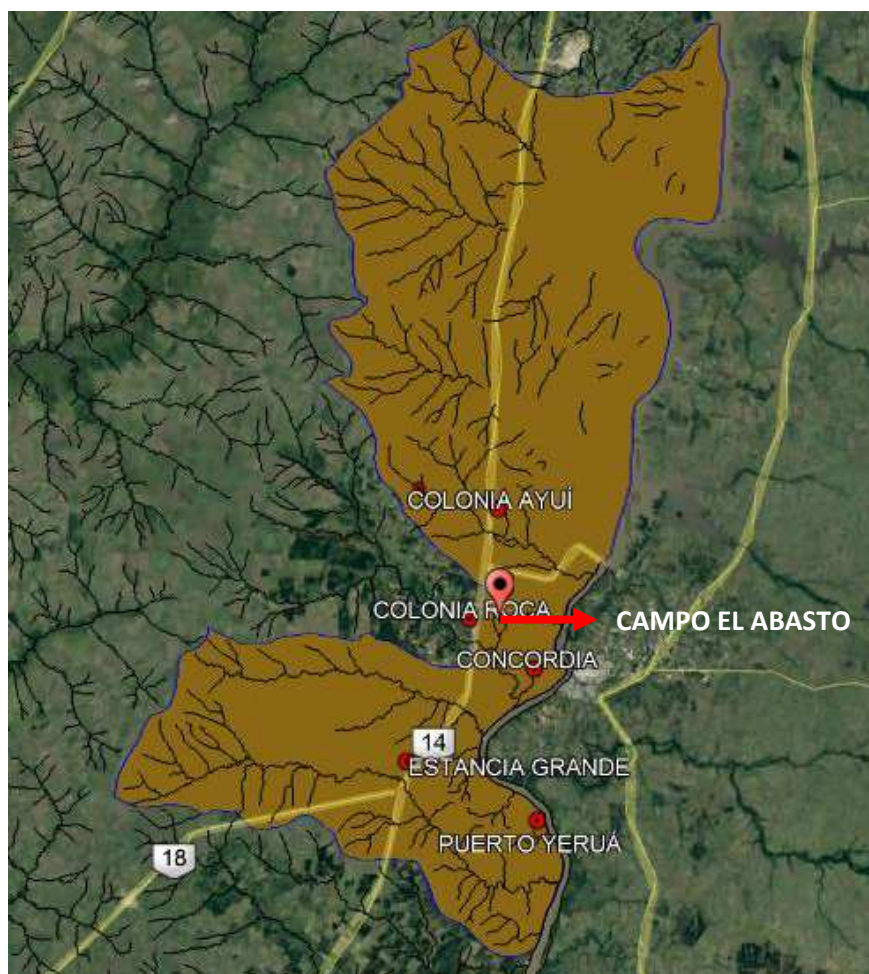 COLONIA AYUÍ
COLONIA ROCA
CAMPO EL ABASTO
CONCORDIA
14
ESTANCIA GRANDE
PUERTO YERUÁ
18